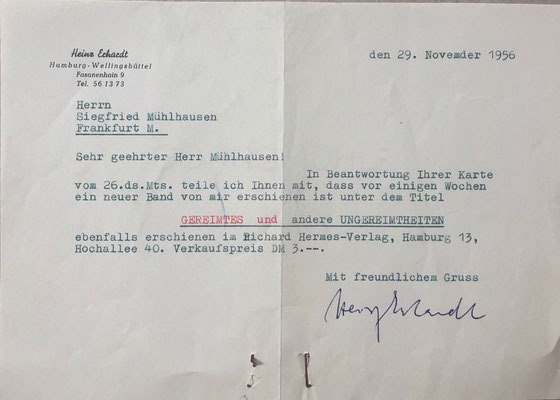 Heinz Erhardt
Hamburg-Wellingsbüttel
Fasanenhain 9
Tel. 56 13 73
den 29. Novemder 1956
Herrn
Siegfried Mühlhausen
Frankfurt M.
Sehr geehrter Herr Mühlhausen!
In Beantwortung Ihrer Karte
vom 26.ds.Mts. teile ich Ihnen mit, dass vor einigen Wochen
ein neuer Band von mir erschienen ist unter dem Titel
GEREIMTES und andere UNGEREIMTHEITEN
ebenfalls erschienen im Richard Hermes-Verlag, Hamburg 13,
Hochallee 40. Verkaufspreis DM 3.--.
Mit freundlichem Gruss
Heinz Erhardt